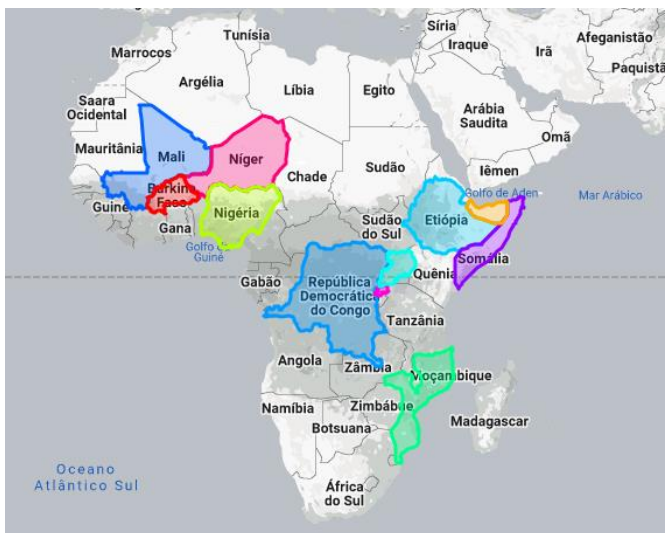 Síria
Afeganistão
Tunísia
Iraque
Irã
Marrocos
Paquistã
Argélia
Líbia
Egito
Saara
Ocidental
Arábia
Saudita
Omã
Mauritânia
Mali
Níger
Chade
Sudão
Iêmen
Golfo de Áden
Mar Arábico
Burkina
Faso
Guiné
Nigéria
Etiópia
Gana
Sudão
do Sul
Golfo
Guiné
Somália
Gabão
República
Democrática
do Congo
Quênia
Tanzânia
Angola
Zâmbia
Moçambique
Namíbia
Zimbábue
Botsuana
Madagascar
Oceano
Atlântico Sul
África
do Sul